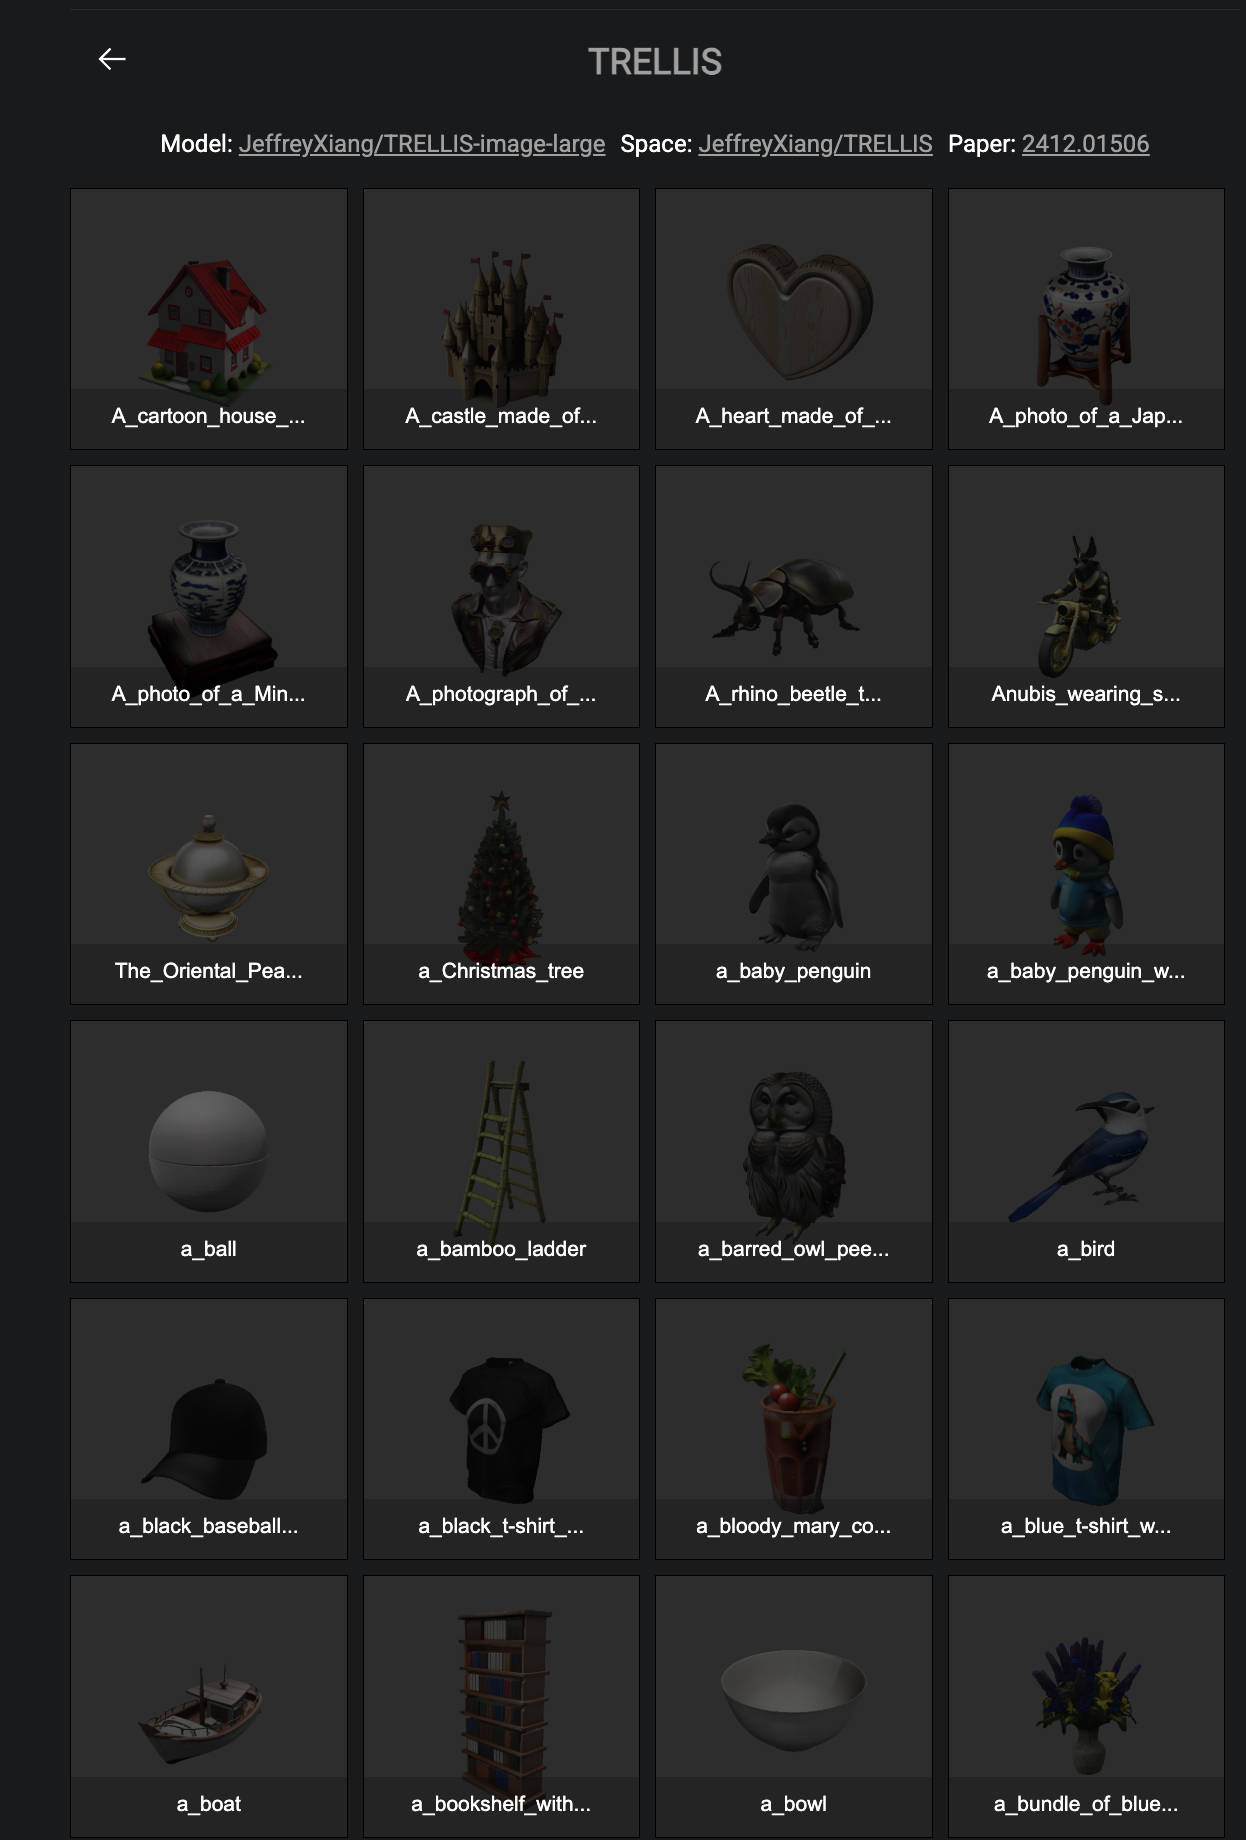 TRELLIS
Model: JeffreyXiang/TRELLIS-image-large Space: JeffreyXiang/TRELLIS Paper: 2412.01506
A_cartoon_house_...
A_castle_made_of...
A_heart_made_of_...
A_photo_of_a_Jap...
A_photo_of_a_Min...
A_photograph_of_...
A_rhino_beetle_t...
Anubis_wearing_s...
The_Oriental_Pea...
a_Christmas_tree
a_baby_penguin
a_baby_penguin_w...
a_ball
a_bamboo_ladder
a_barred_owl_pee...
a_bird
a_black_baseball...
a_black_t-shirt_...
a_bloody_mary_co...
a_blue_t-shirt_w...
a_boat
a_bookshelf_with...
a_bowl
a_bundle_of_blue...